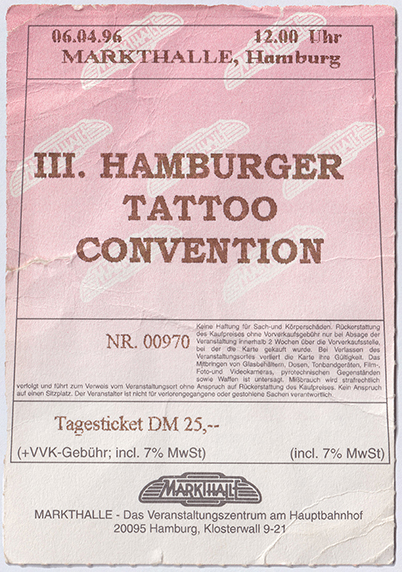 06.04.96 12.00 Uhr
MARKTHALLE, Hamburg
III. HAMBURGER
TATTOO
CONVENTION
NR. 00970
Keine Haftung für Sach-und Körperschäden. Rückerstattung
des Kaufpreises ohne Vorverkaufsgebühr nur bei Absage der
Veranstaltung innerhalb 2 Wochen über die Vorverkaufsstelle,
bei der die Karte gekauft wurde. Bei Verlassen des
Veranstaltungsortes verliert die Karte ihre Gültigkeit. Das
Mitbringen von Glasbehältern, Dosen, Tonbandgeräten, Film-,
Foto-und Videokameras, pyrotechnischen Gegenständen
sowie Waffen ist untersagt. Mißbrauch wird strafrechtlich
verfolgt und führt zum Verweis vom Veranstaltungsort ohne Anspruch auf Rückerstattung des Kaufpreises. Kein Anspruch
auf einen Sitzplatz. Der Veranstalter ist für verlorengegangene oder gestohlene Sachen verantwortlich.
Tagesticket DM 25,--
(+VVK-Gebühr; incl. 7% MwSt) (incl. 7% MwSt)
MARKTHALLE
MARKTHALLE - Das Veranstaltungszentrum am Hauptbahnhof
20095 Hamburg, Klosterwall 9-21